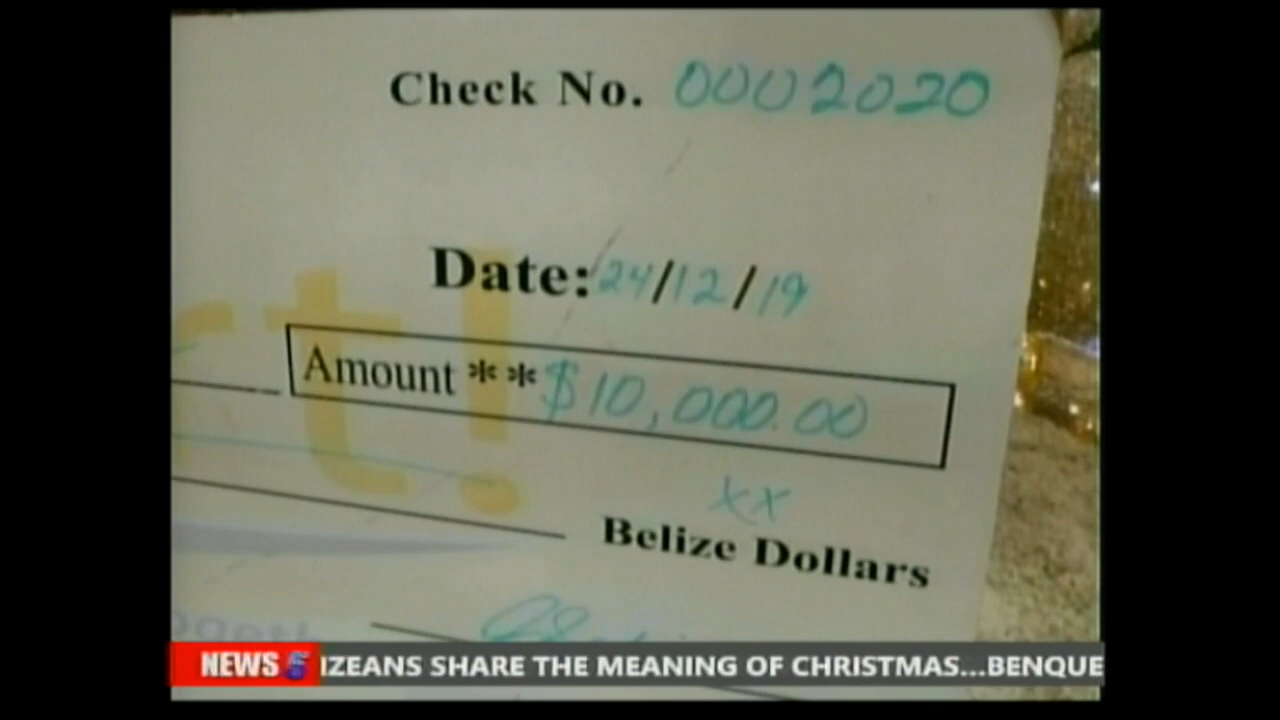 Check No. 0002020
Date: 24/12/19
rt!
Amount **$10,000.00
xx
Belize Dollars
NEWS 5 IZEANS SHARE THE MEANING OF CHRISTMAS...BENQUE